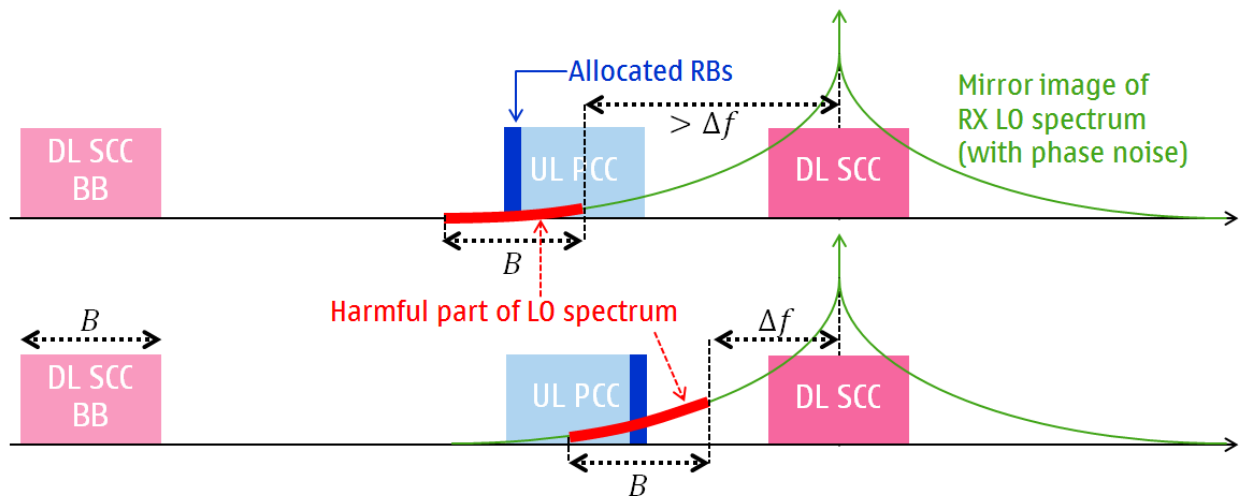 Allocated RBs
Mirror image of
RX LO spectrum
(with phase noise)
> Δf
DL SCC
BB
UL PCC
DL SCC
B
Harmful part of LO spectrum
B
Δf
DL SCC
BB
UL PCC
DL SCC
B